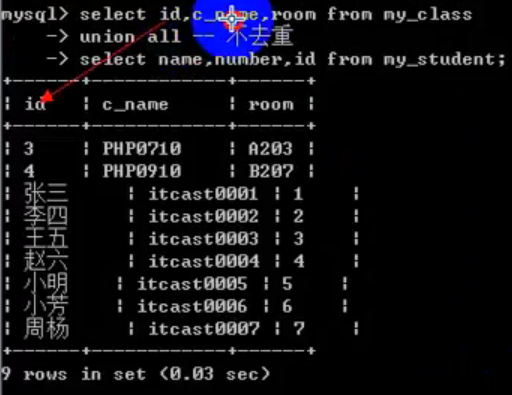 mysql> select id,c_name,room from my_class
    -> union all -- 不去重
    -> select name,number,id from my_student;
+------+-------------+------+
| id   | c_name      | room |
+------+-------------+------+
| 3    | PHP0710     | A203 |
| 4    | PHP0910     | B207 |
| 张三      | itcast0001 | 1    |
| 李四      | itcast0002 | 2    |
| 王五      | itcast0003 | 3    |
| 赵六      | itcast0004 | 4    |
| 小明     | itcast0005 | 5    |
| 小芳     | itcast0006 | 6    |
| 周杨      | itcast0007 | 7    |
+------+-------------+------+
9 rows in set (0.03 sec)